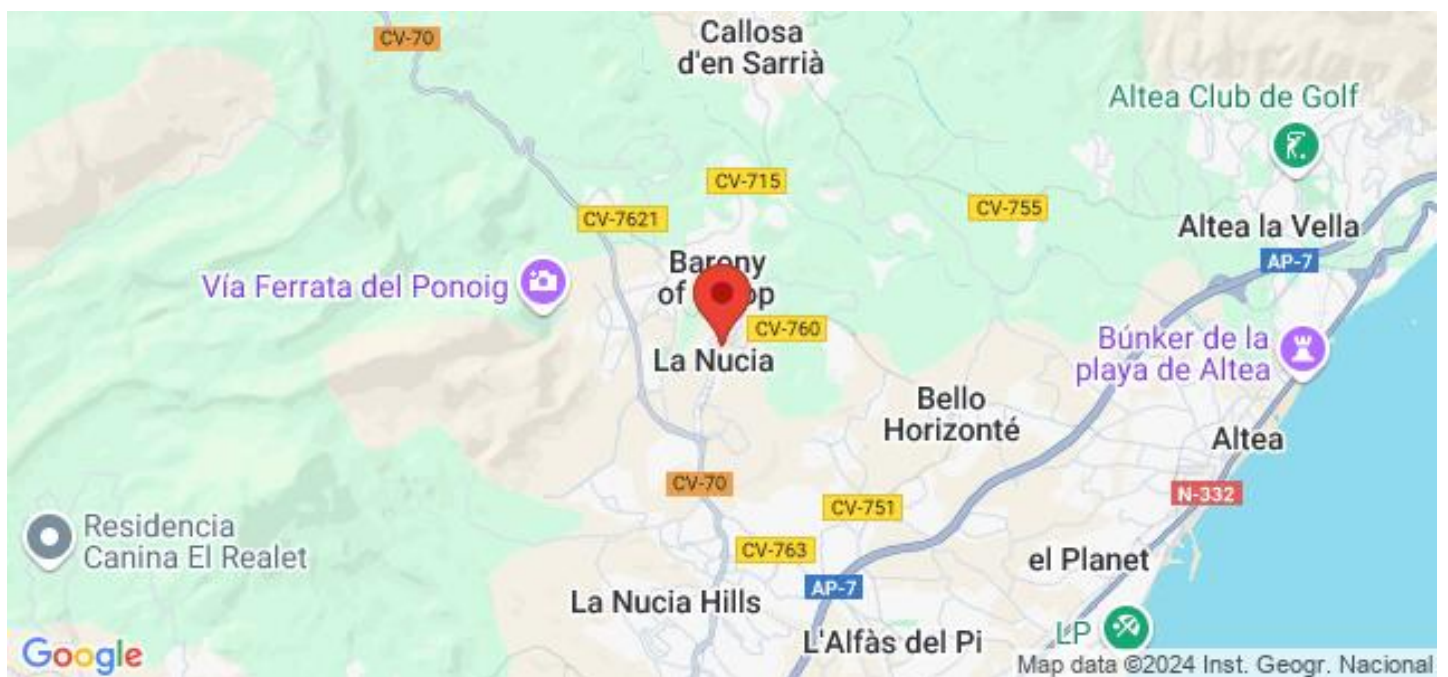 CV-70
Callosa
d'en Sarrià
Altea Club de Golf
CV-715
CV-7621
CV-755
Altea la Vella
AP-7
Barony
of
Vía Ferrata del Ponoig
CV-760
La Nucia
Búnker de la
playa de Altea
Bello
Horizonté
Altea
CV-70
N-332
CV-751
Residencia
Canina El Realet
CV-763
el Planet
AP-7
La Nucia Hills
LP
L'Alfàs del Pi
Google
Map data ©2024 Inst. Geogr. Nacional